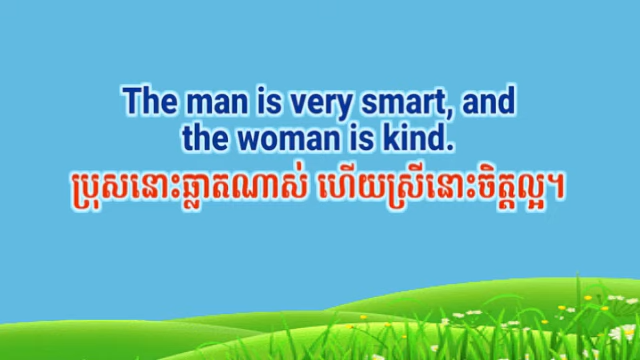 The man is very smart, and
the woman is kind.
ប្រុសនោះឆ្លាតណាស់ ហើយស្រីនោះចិត្តល្អ។